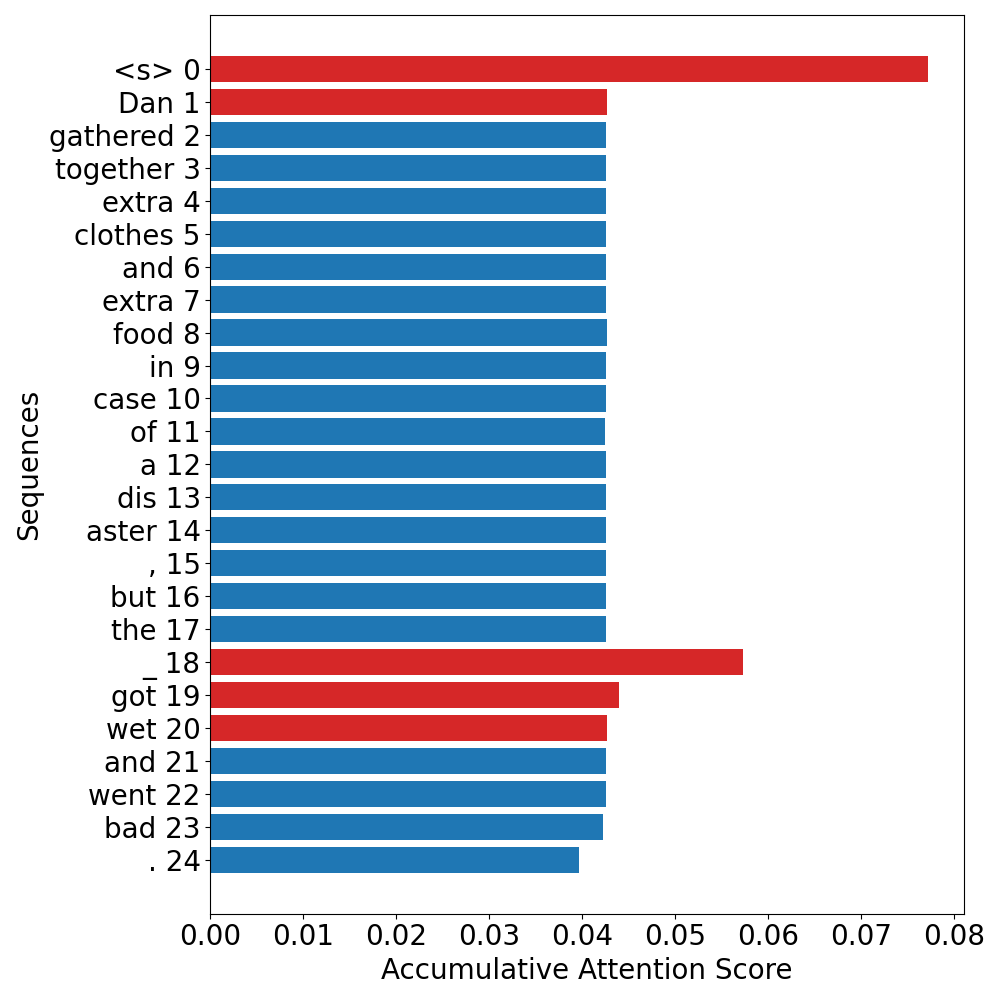 <s> 0
Dan 1
gathered 2
together 3
extra 4
clothes 5
and 6
extra 7
food 8
in 9
case 10
of 11
a 12
dis 13
aster 14
, 15
but 16
the 17
_ 18
got 19
wet 20
and 21
went 22
bad 23
. 24
Sequences
0.00 0.01 0.02 0.03 0.04 0.05 0.06 0.07 0.08
Accumulative Attention Score